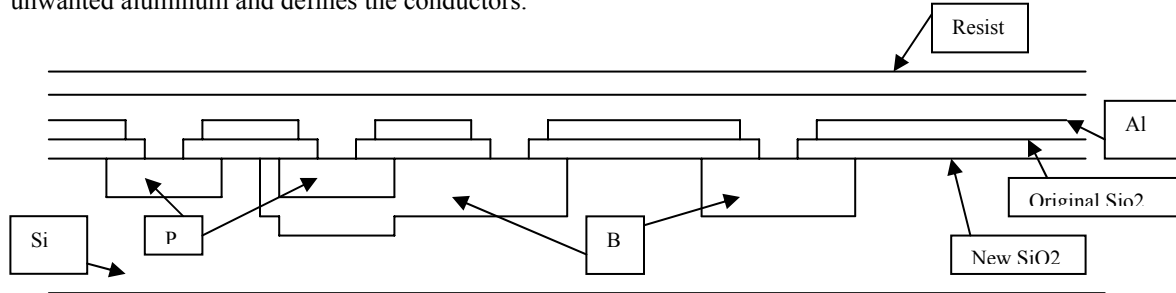 unwanted aluminum and defines the conductors.
Resist
Al
Original Sio2
Si
P
B
New SiO2